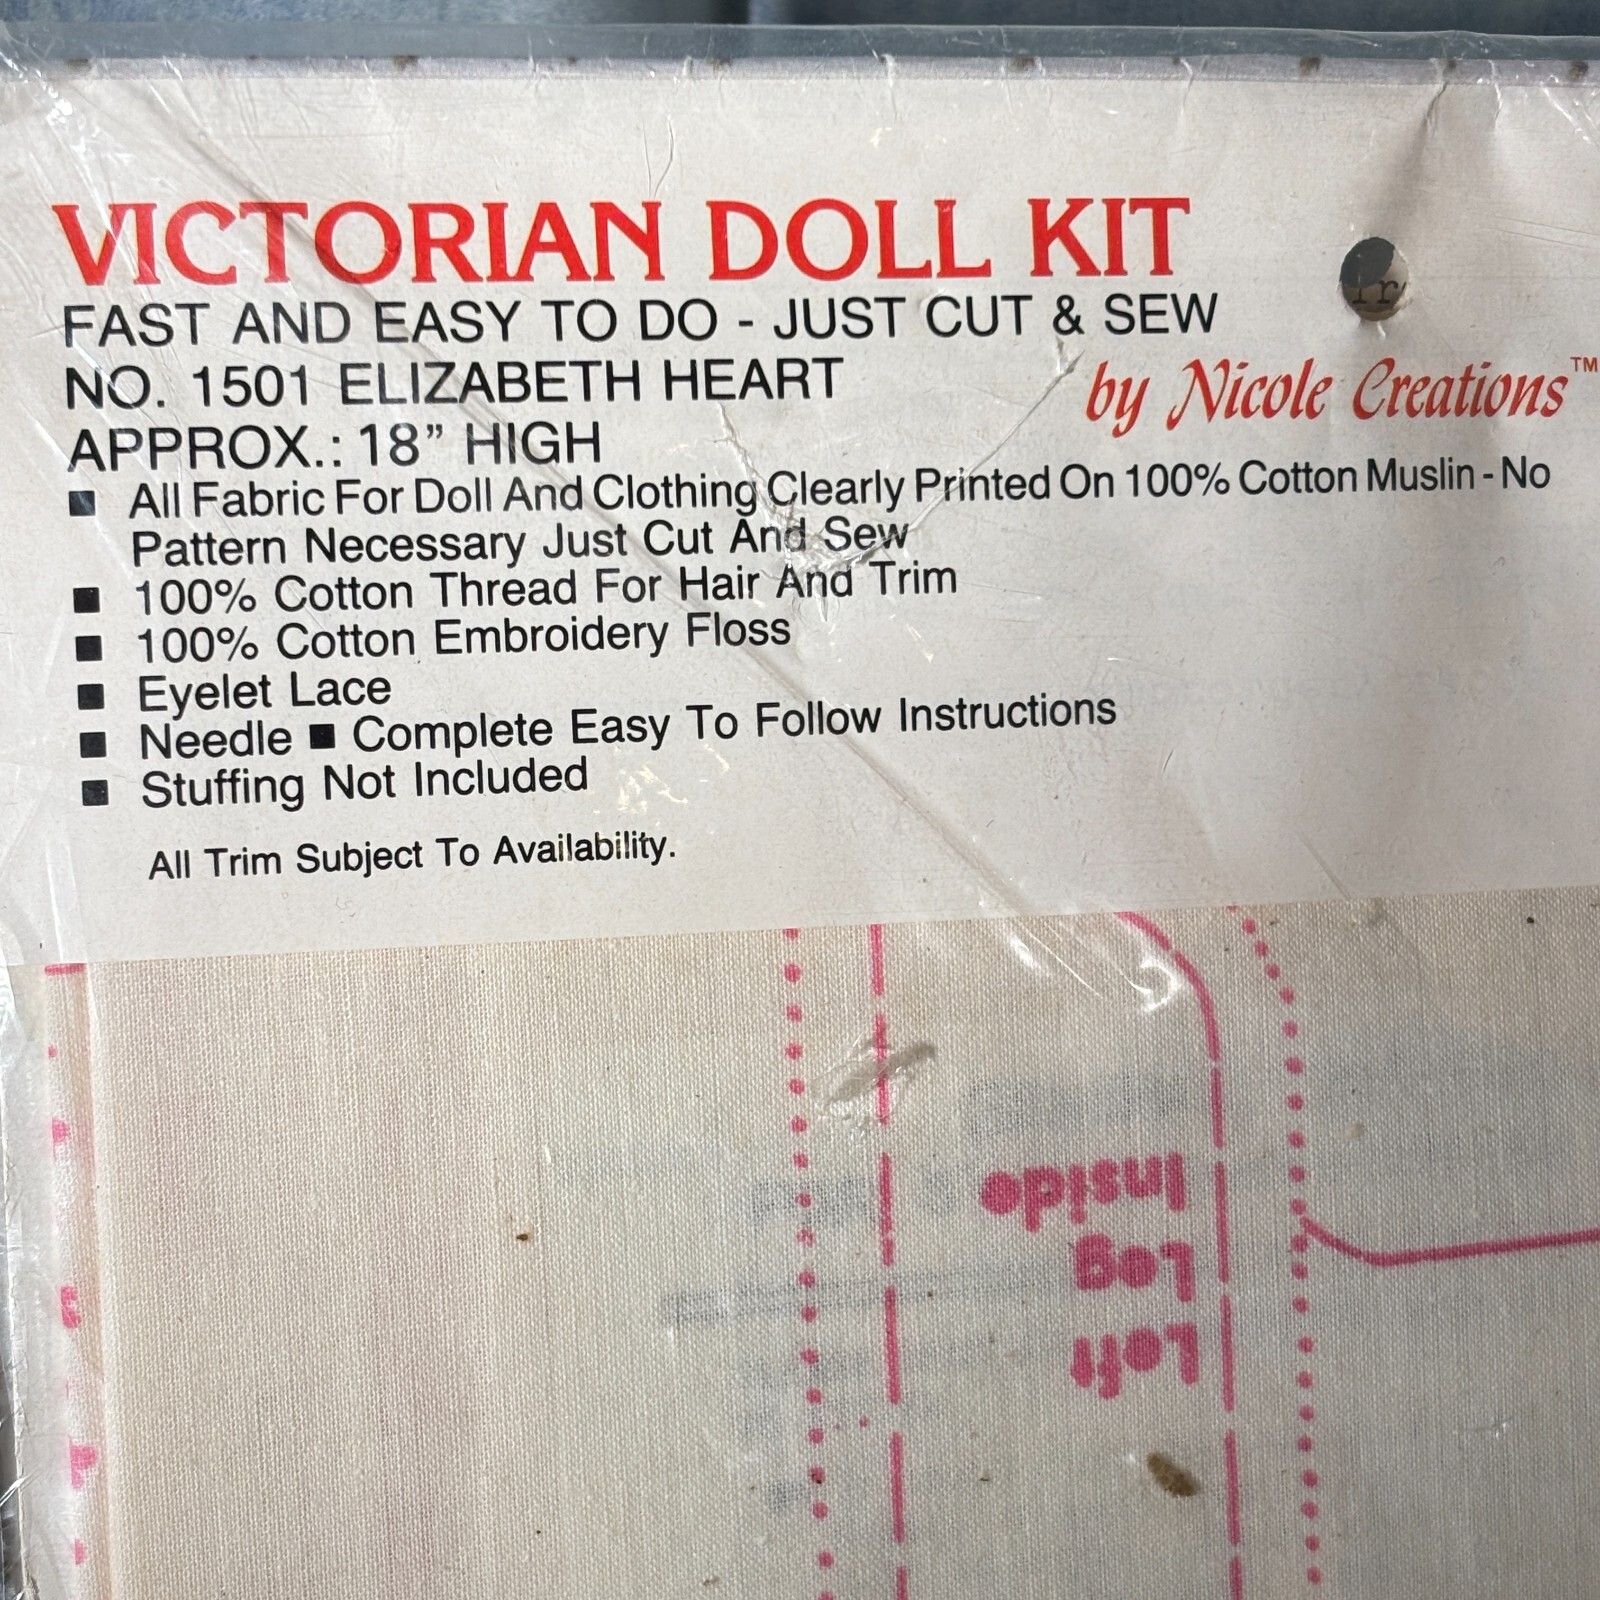 VICTORIAN DOLL KIT
FAST AND EASY TO DO - JUST CUT & SEW
NO. 1501 ELIZABETH HEART
by Nicole Creations™
APPROX.: 18” HIGH
■ All Fabric For Doll And Clothing Clearly Printed On 100% Cotton Muslin - No
Pattern Necessary Just Cut And Sew
■ 100% Cotton Thread For Hair And Trim
■ 100% Cotton Embroidery Floss
■ Eyelet Lace
■ Needle ■ Complete Easy To Follow Instructions
■ Stuffing Not Included
All Trim Subject To Availability.
Left
Leg
Inside